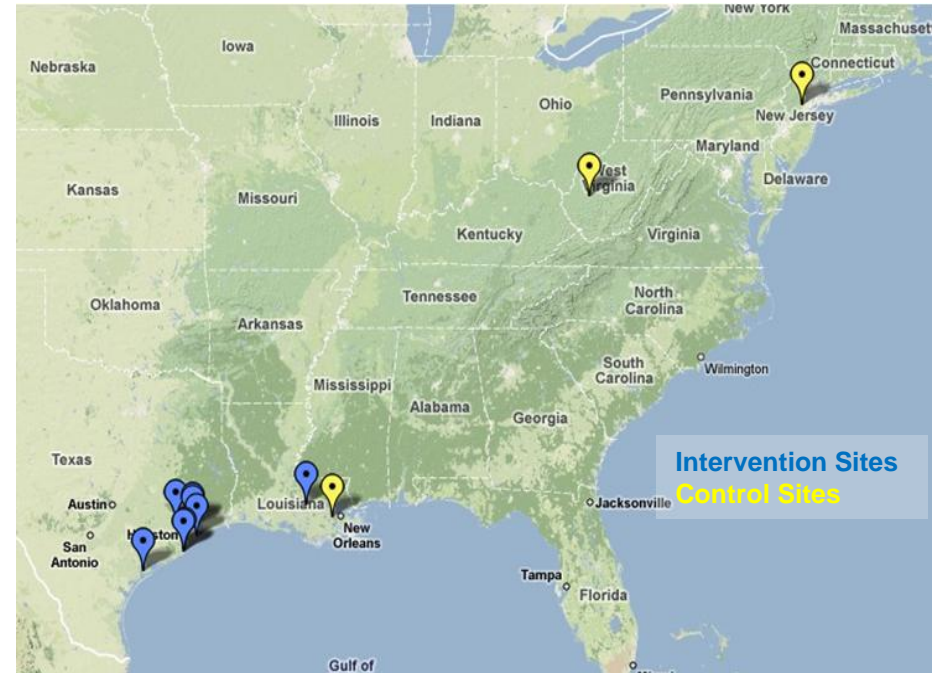 New York
Massachuset
Iowa
Nebraska
Connecticut
Pennsylvania
Ohio
Illinois
Indiana
New Jersey
Maryland
West
Virginia
Delaware
Kansas
Missouri
Kentucky
Virginia
Oklahoma
Tennessee
North
Carolina
Arkansas
South
Carolina
Wilmington
Mississippi
Alabama
Georgia
Texas
Intervention Sites
Control Sites
Austin
Louisiana
Jacksonville
Houston
New
Orleans
San
Antonio
Tampa
Florida
Gulf of